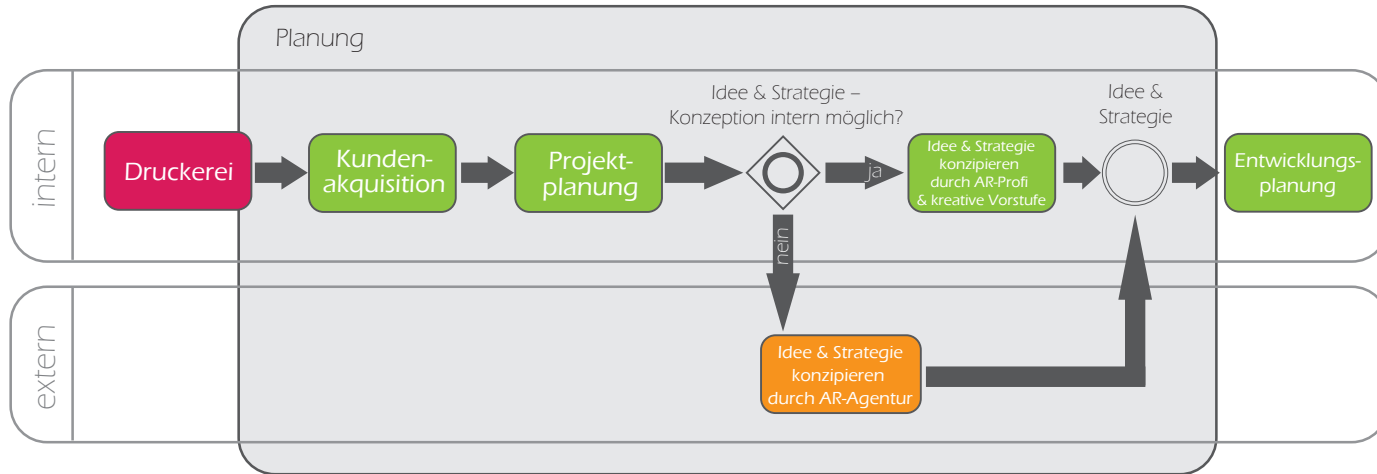 Planung
intern
Druckerei
Kunden-
akquisition
Projekt-
planung
Idee & Strategie –
Konzeption intern möglich?
ja
nein
Idee & Strategie
konzipieren
durch AR-Profi
& kreative Vorstufe
Idee &
Strategie
Entwicklungs-
planung
extern
Idee & Strategie
konzipieren
durch AR-Agentur